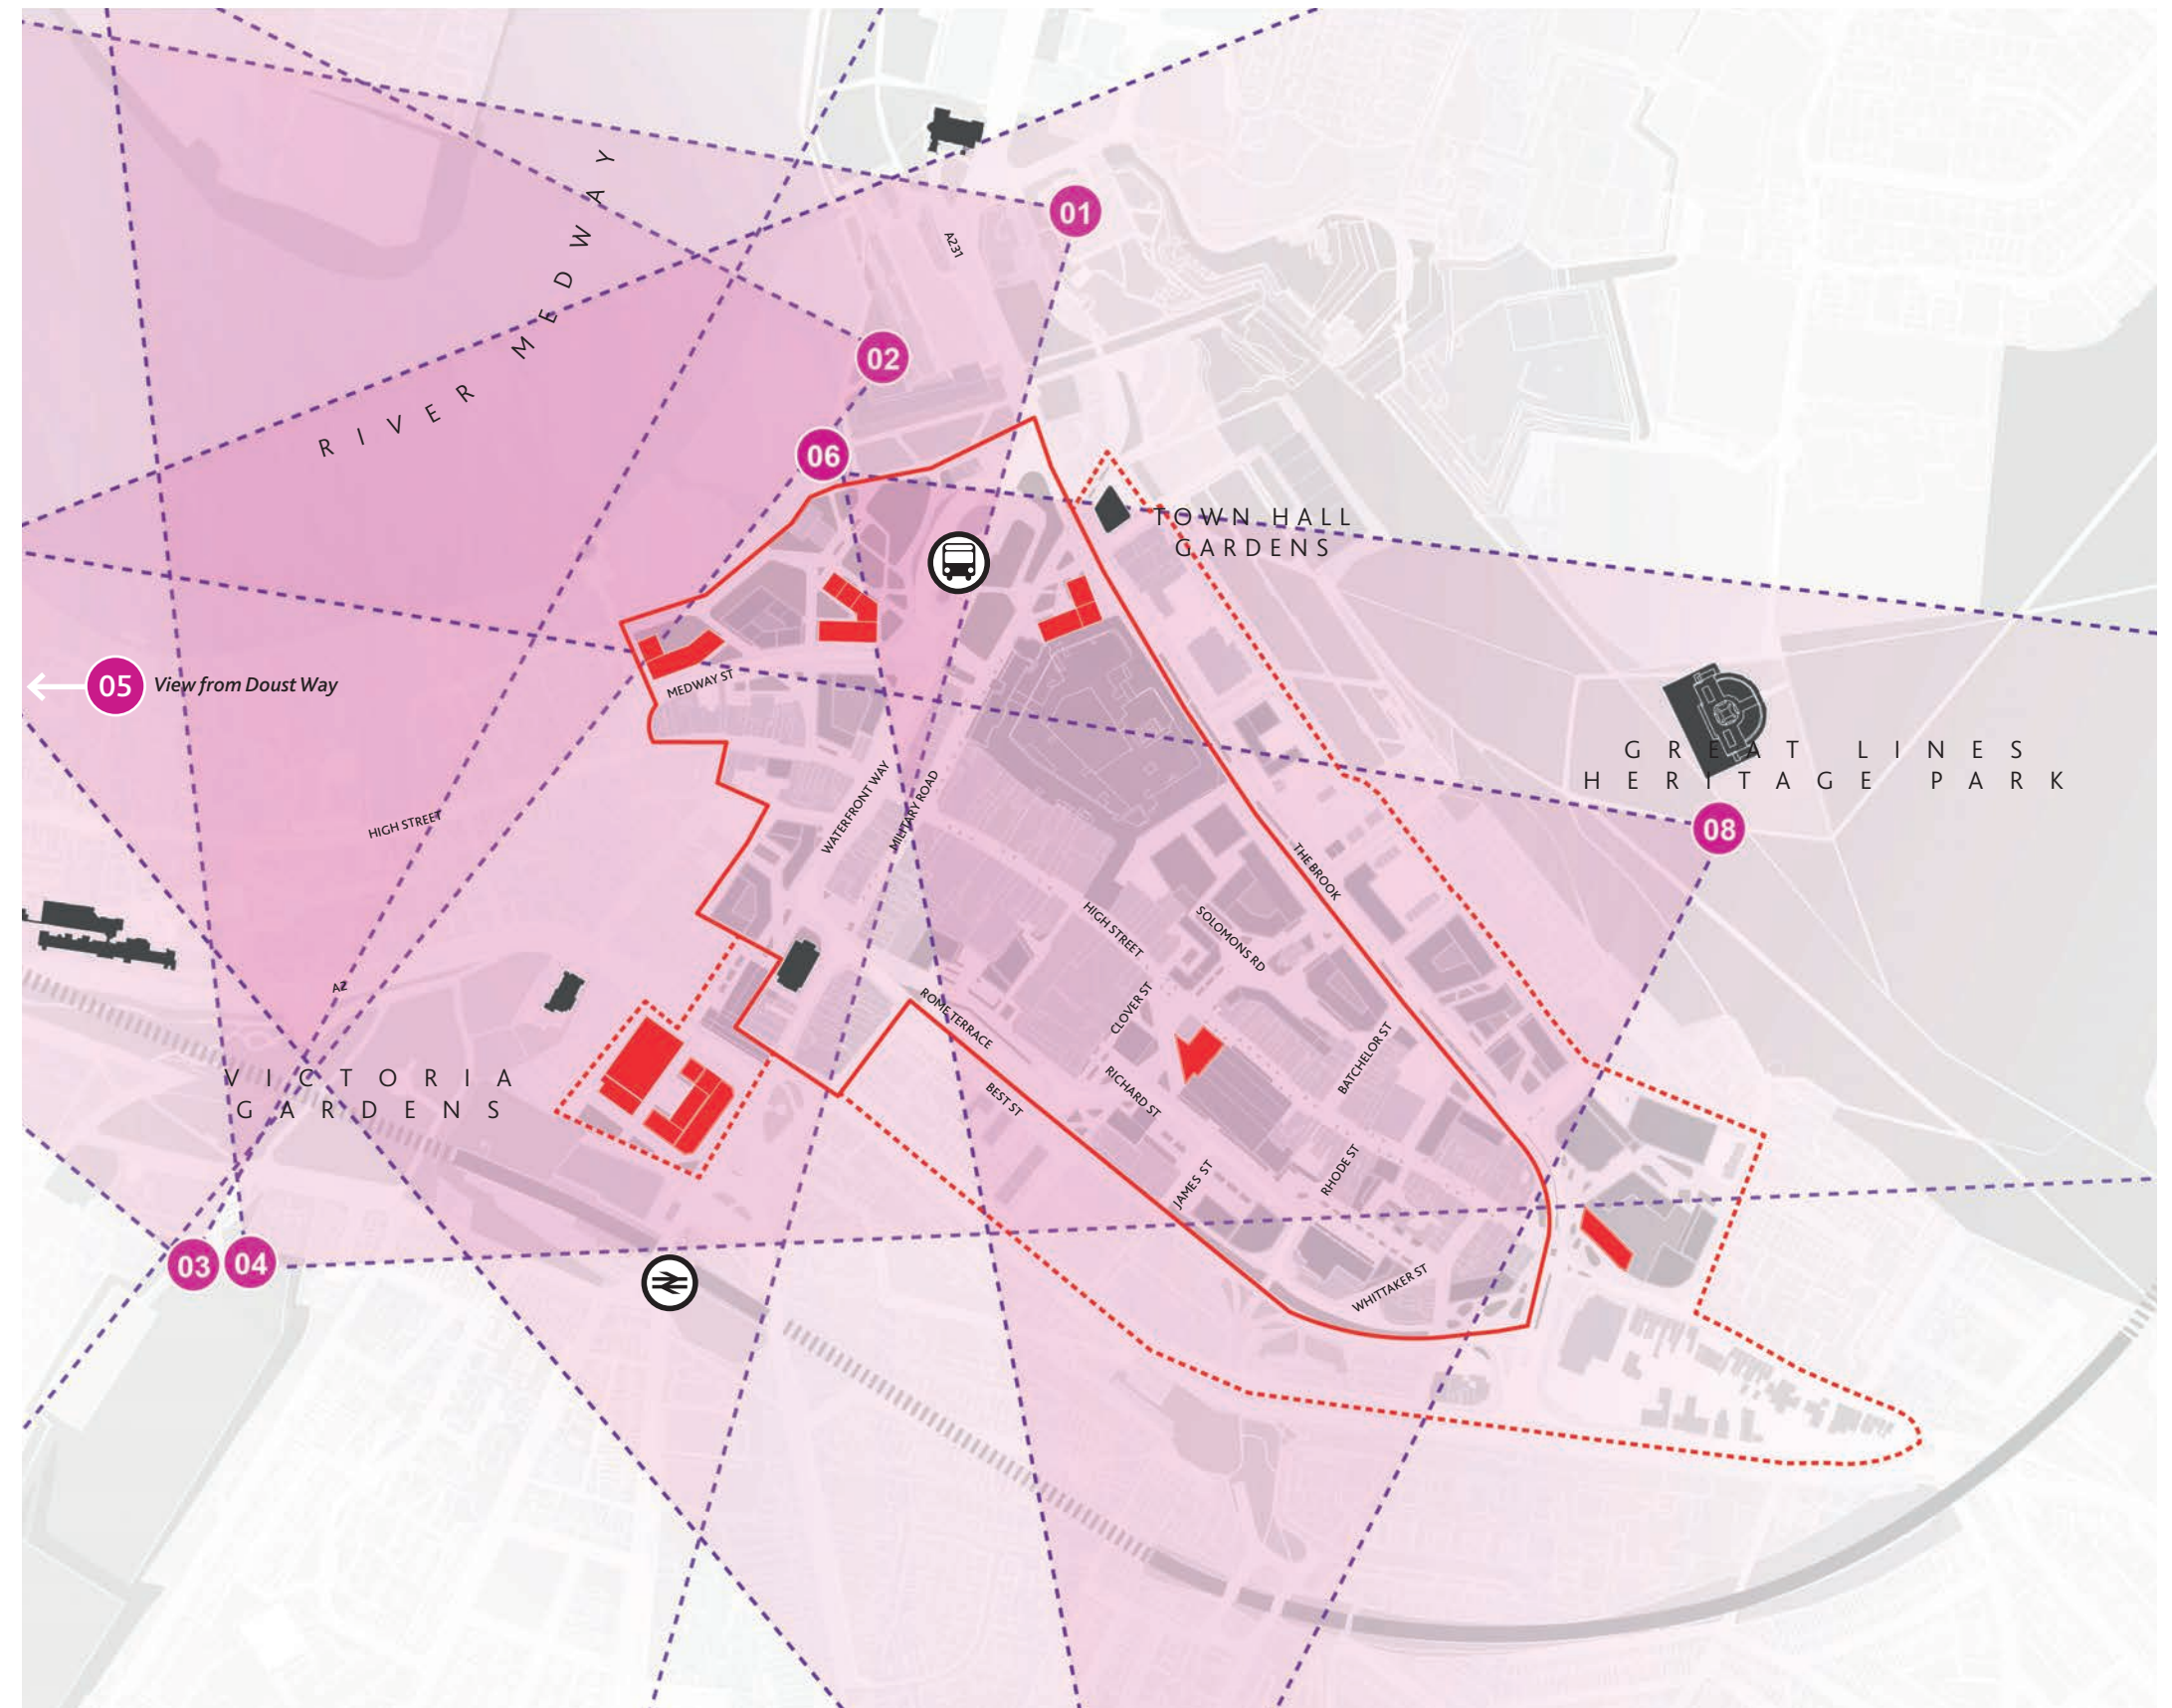 RIVER MEDWAY
A231
01
02
06
TOWN HALL
GARDENS
05
View from Doust Way
MEDWAY ST
GREAT LINES
HERITAGE PARK
08
WATERFRONT WAY
MILITARY ROAD
HIGH STREET
THE BROOK
HIGH STREET
SOLOMONS RD
A2
ROME TERRACE
CLOVER ST
BATCHELOR ST
VICTORIA
GARDENS
BEST ST
RICHARD ST
JAMES ST
RHODE ST
03
04
WHITTAKER ST